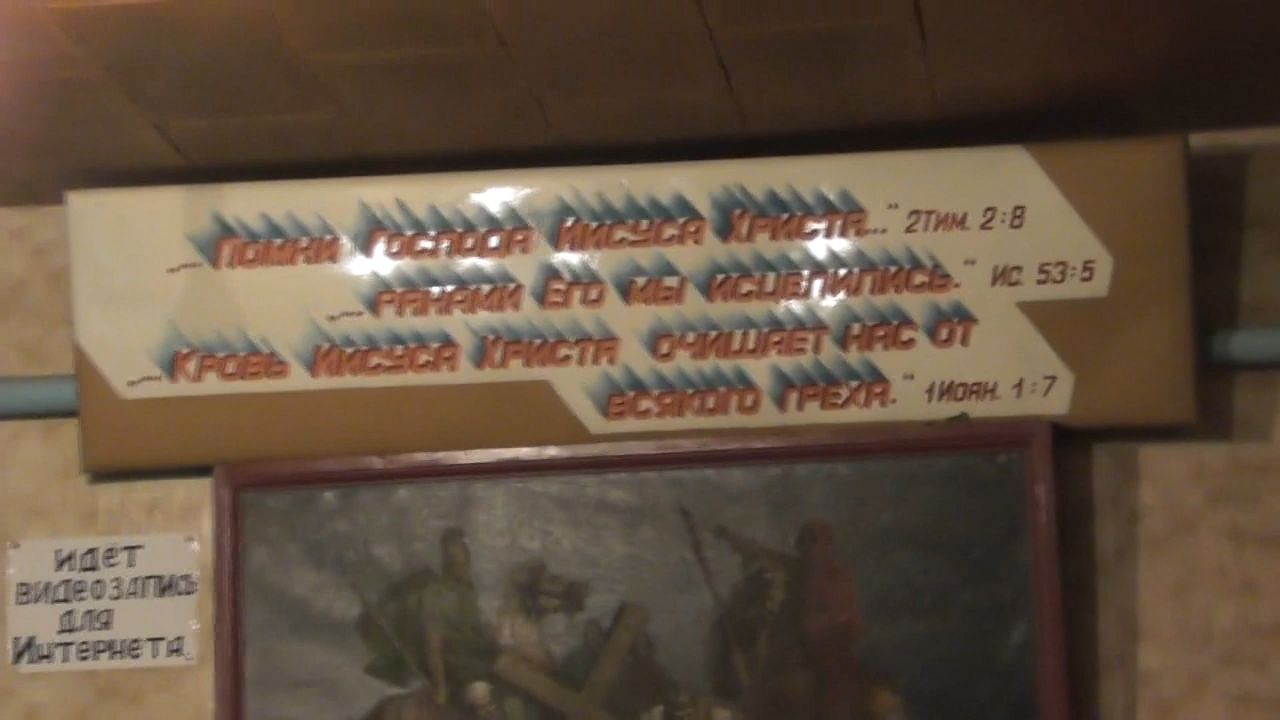 „...Помни Господа Иисуса Христа..." 2Тим. 2:8
„...ранами Его мы исцелились." Ис. 53:5
„...Кровь Иисуса Христа очищает нас от
всякого греха." 1Иоан. 1:7
идёт
видеозапись
для
Интернета.